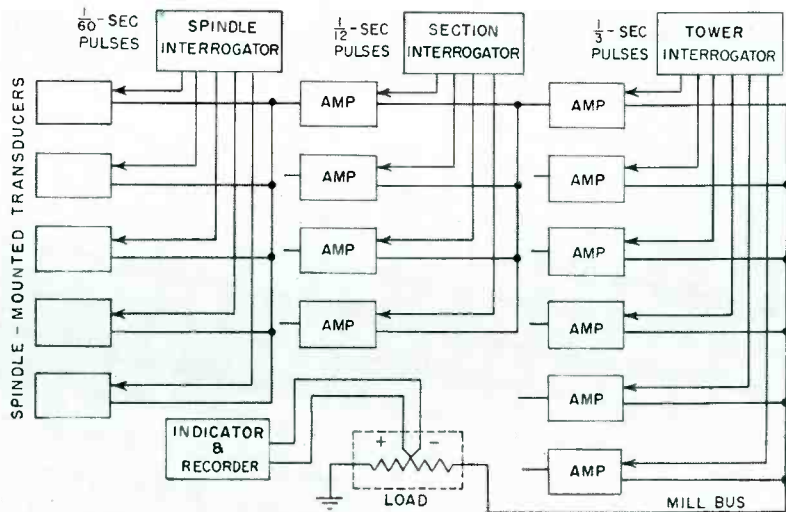 1/60 - SEC PULSES
SPINDLE INTERROGATOR
1/12 - SEC PULSES
SECTION INTERROGATOR
1/3 - SEC PULSES
TOWER INTERROGATOR
SPINDLE - MOUNTED TRANSDUCERS
AMP
AMP
AMP
AMP
AMP
AMP
AMP
AMP
AMP
AMP
INDICATOR
&
RECORDER
+ -
LOAD
MILL BUS